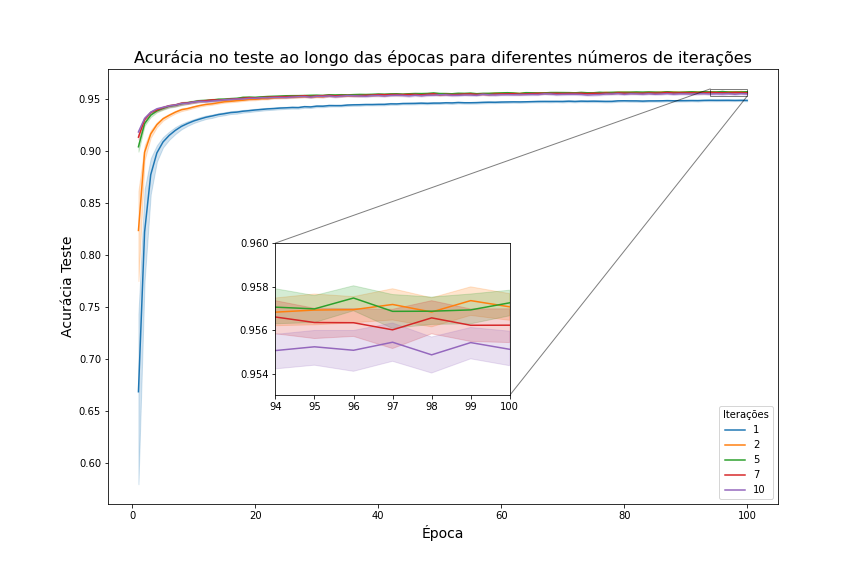 Acurácia no teste ao longo das épocas para diferentes números de iterações
Acurácia Teste
0.95
0.90
0.85
0.80
0.75
0.70
0.65
0.60
0.960
0.958
0.956
0.954
94 95 96 97 98 99 100
Iterações
1
2
5
7
10
0 20 40 60 80 100
Época